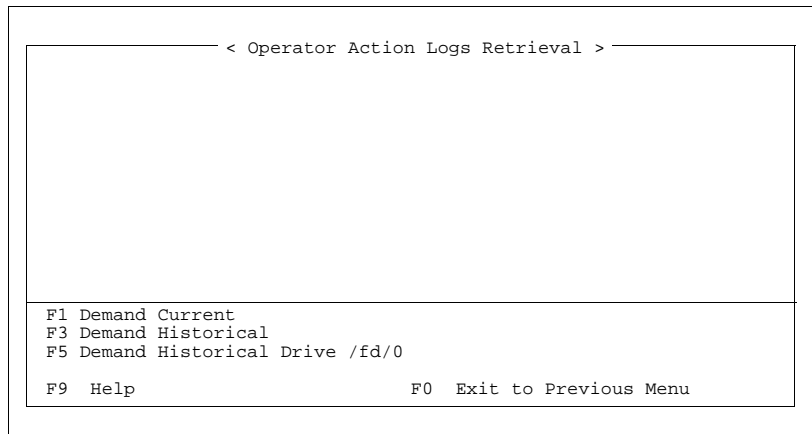 < Operator Action Logs Retrieval >
F1 Demand Current
F3 Demand Historical
F5 Demand Historical Drive /fd/0
F9 Help F0 Exit to Previous Menu